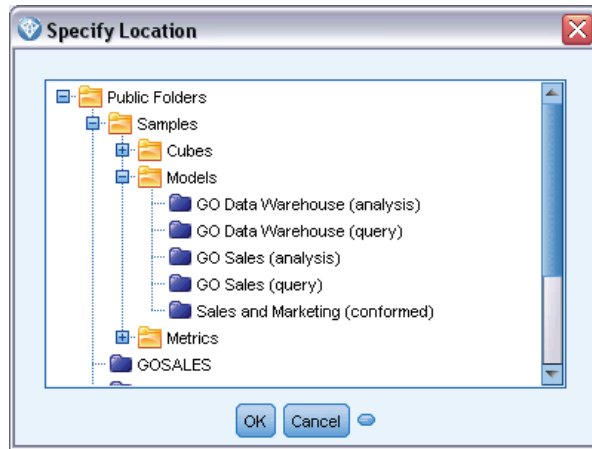 Specify Location
Public Folders
Samples
Cubes
Models
GO Data Warehouse (analysis)
GO Data Warehouse (query)
GO Sales (analysis)
GO Sales (query)
Sales and Marketing (conformed)
Metrics
GOSALES
OK Cancel